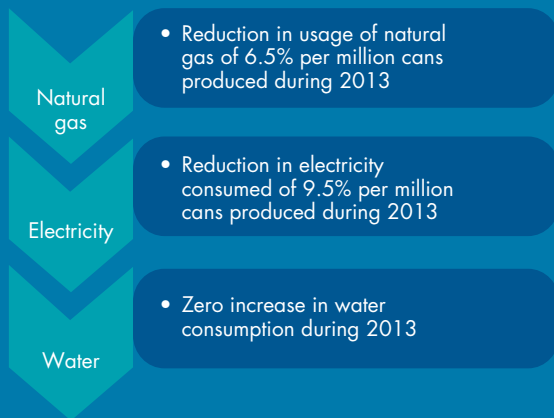 Natural
gas
• Reduction in usage of natural
gas of 6.5% per million cans
produced during 2013
Electricity
• Reduction in electricity
consumed of 9.5% per million
cans produced during 2013
Water
• Zero increase in water
consumption during 2013